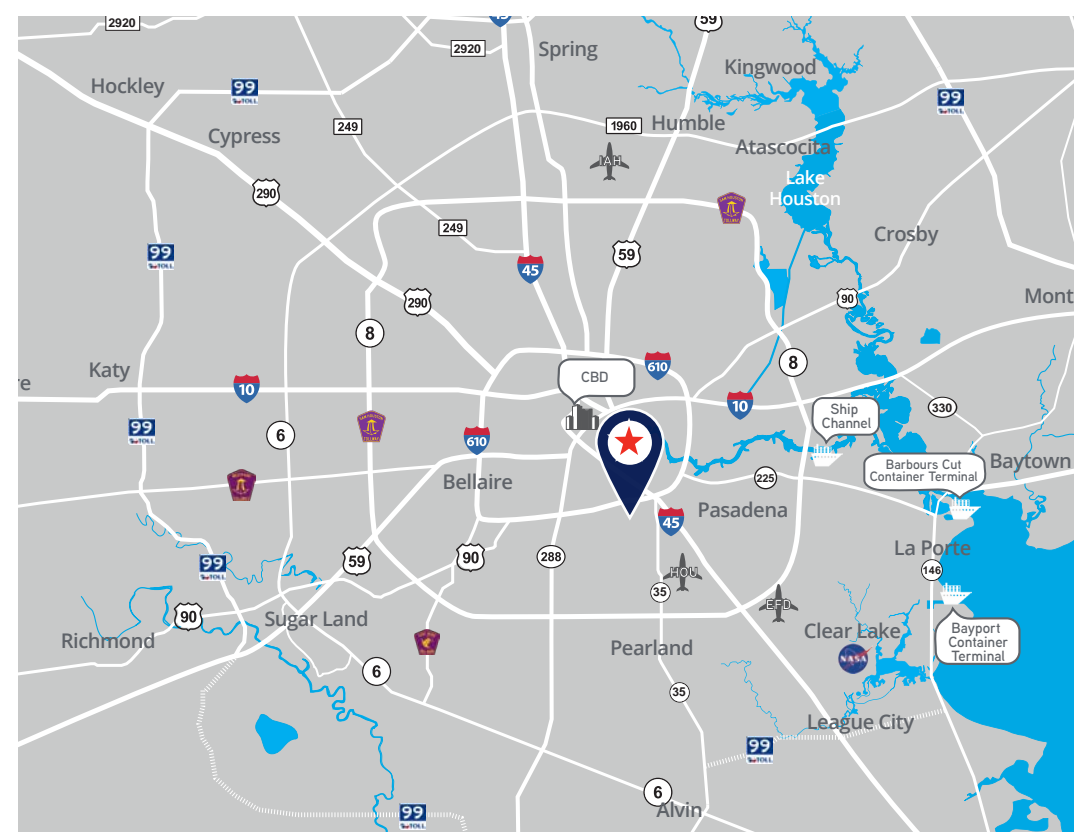 2920
45
59
2920
Spring
Kingwood
Hockley
99
TOLL
99
TOLL
249
1960
Humble
Cypress
Atascocita
IAH
Lake
Houston
290
249
Crosby
99
TOLL
59
45
290
90
Mont
8
8
610
Katy
CBD
re
10
10
330
Ship
Channel
99
TOLL
6
610
Barbours Cut
Container Terminal
Baytown
Bellaire
225
Pasadena
45
La Porte
59
90
288
99
TOLL
HOU
146
35
EFD
Bayport
Container
Terminal
90
Sugar Land
Clear Lake
Richmond
Pearland
NASA
6
35
League City
99
TOLL
6
Alvin
99
TOLL